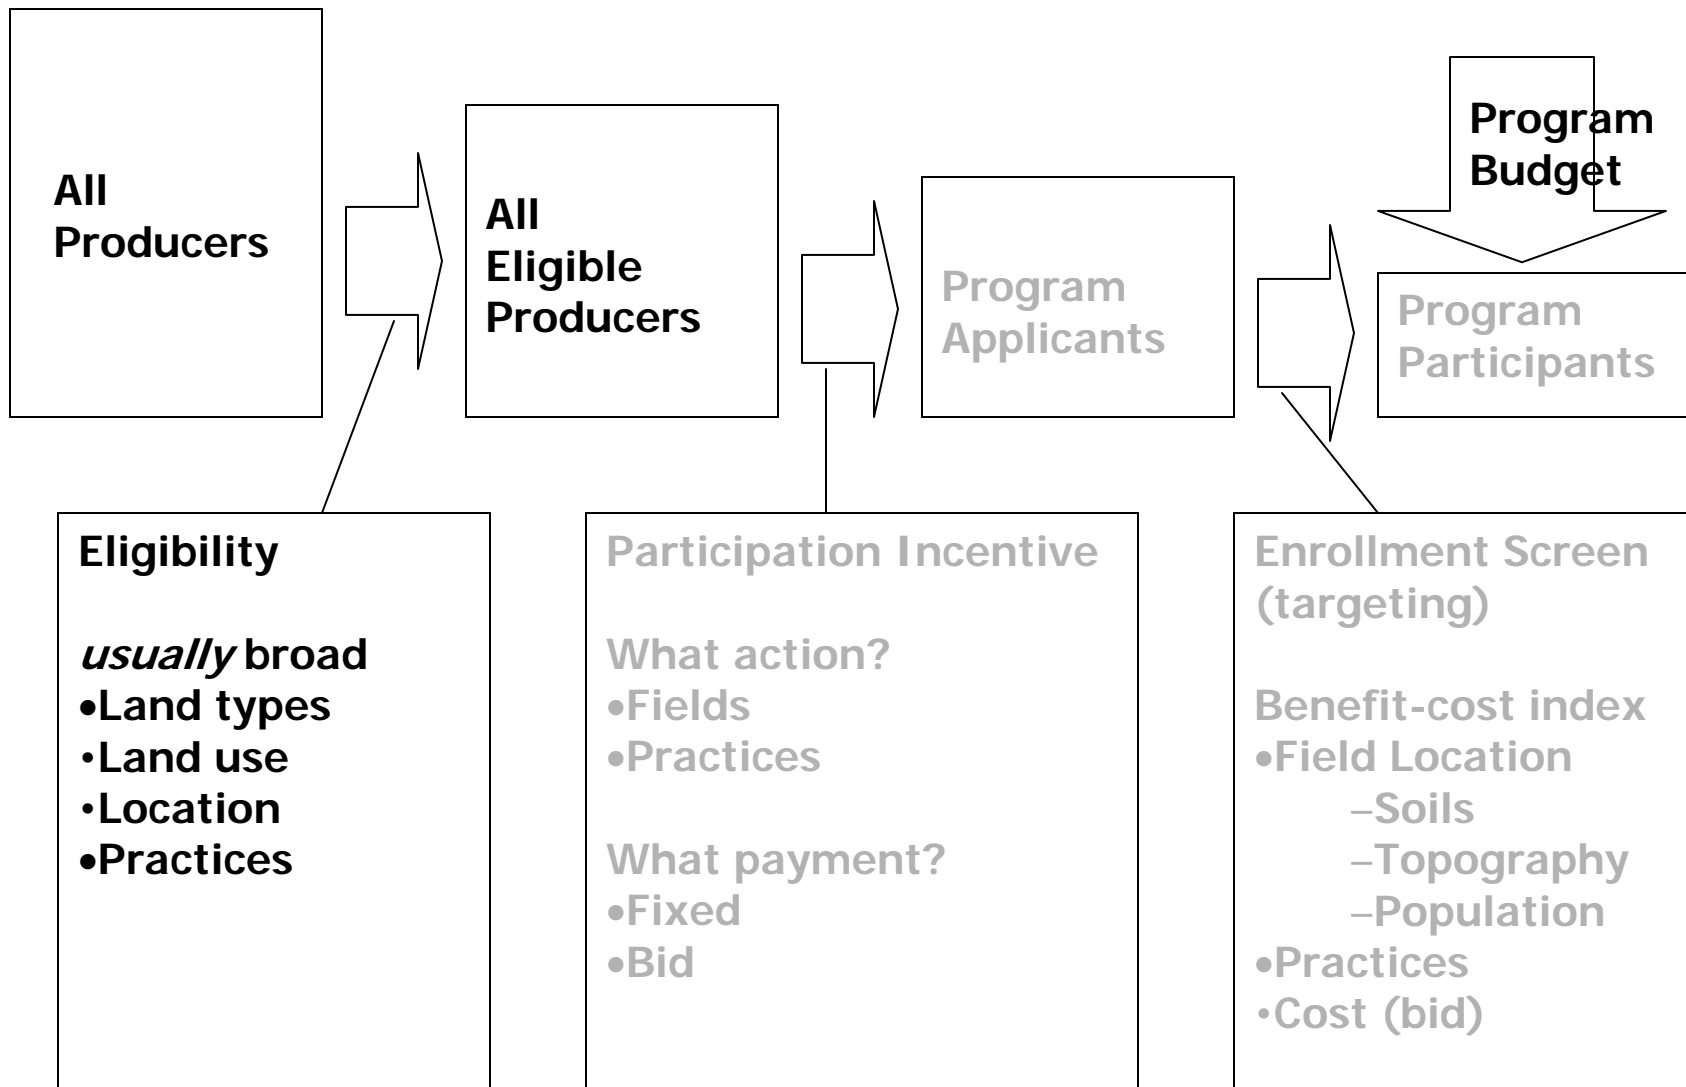 All
Producers
All
Eligible
Producers
Program
Applicants
Program
Budget
Program
Participants
Eligibility
usually broad
•Land types
•Land use
•Location
•Practices
Participation Incentive
What action?
•Fields
•Practices
What payment?
•Fixed
•Bid
Enrollment Screen
(targeting)
Benefit-cost index
•Field Location
–Soils
–Topography
–Population
•Practices
•Cost (bid)